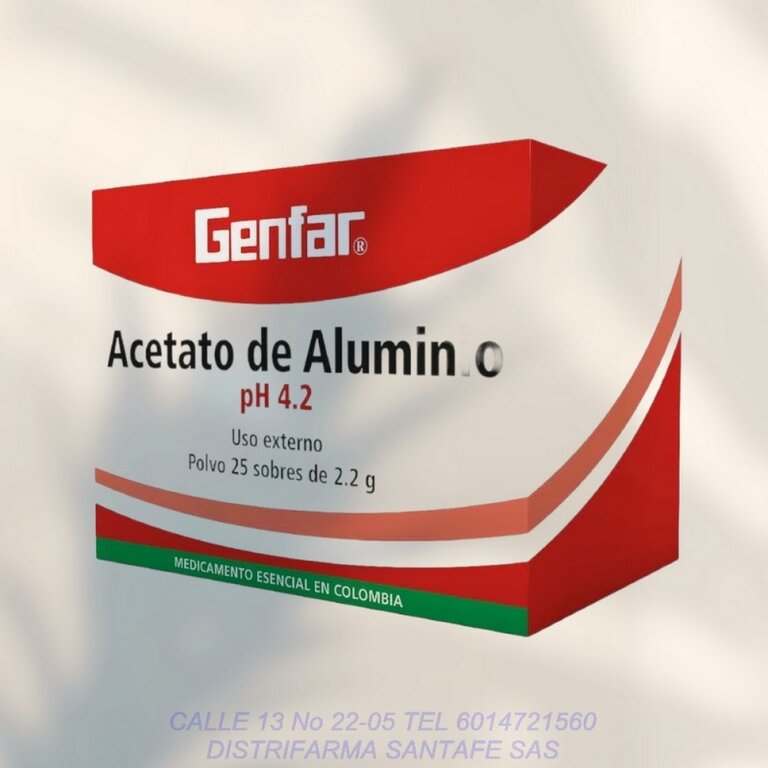 Genfar®
Acetato de Aluminio
pH 4.2
Uso externo
Polvo 25 sobres de 2.2 g
MEDICAMENTO ESENCIAL EN COLOMBIA
CALLE 13 No 22-05 TEL 6014721560
DISTRIFARMA SANTAFE SAS